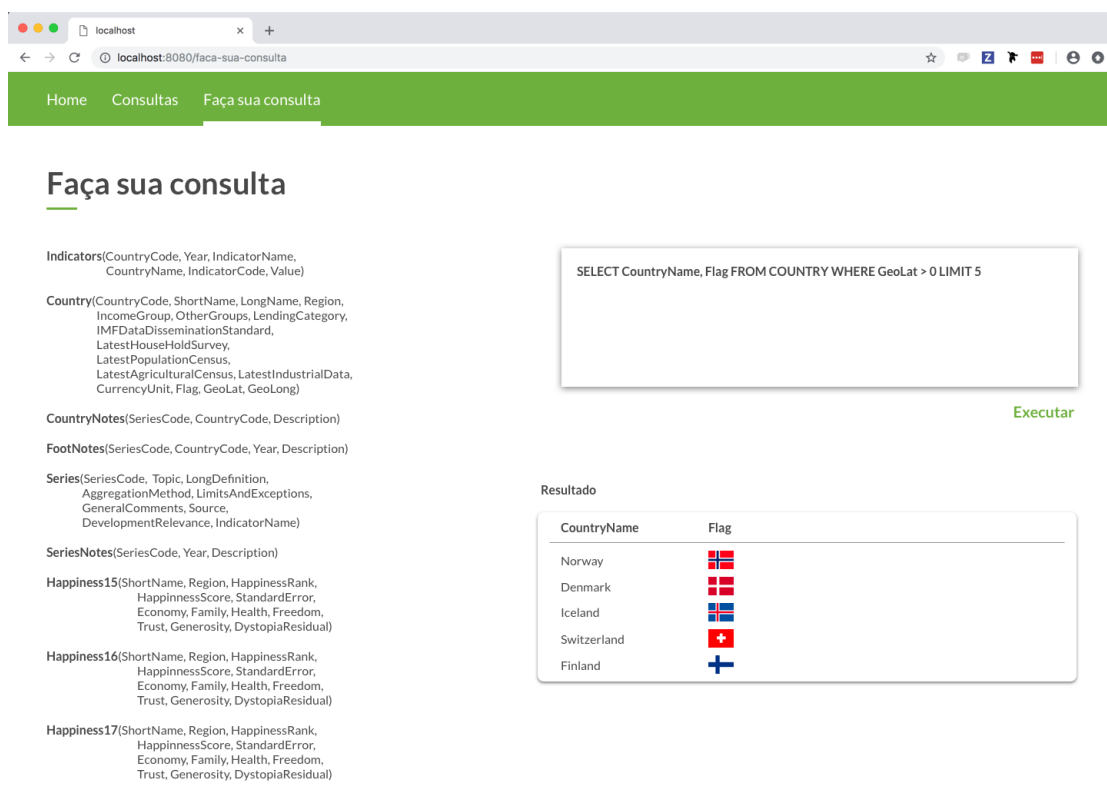 localhost
localhost:8080/faca-sua-consulta
Home Consultas Faça sua consulta
Faça sua consulta
Indicators(CountryCode, Year, IndicatorName,
CountryName, IndicatorCode, Value)
Country(CountryCode, ShortName, LongName, Region,
IncomeGroup, OtherGroups, LendingCategory,
IMFDataDisseminationStandard,
LatestHouseHoldSurvey,
LatestPopulationCensus,
LatestAgriculturalCensus, LatestIndustrialData,
CurrencyUnit, Flag, GeoLat, GeoLong)
CountryNotes(SeriesCode, CountryCode, Description)
FootNotes(SeriesCode, CountryCode, Year, Description)
Series(SeriesCode, Topic, LongDefinition,
AggregationMethod, LimitsAndExceptions,
GeneralComments, Source,
DevelopmentRelevance, IndicatorName)
SeriesNotes(SeriesCode, Year, Description)
Happiness15(ShortName, Region, HappinessRank,
HappinnessScore, StandardError,
Economy, Family, Health, Freedom,
Trust, Generosity, DystopiaResidual)
Happiness16(ShortName, Region, HappinessRank,
HappinnessScore, StandardError,
Economy, Family, Health, Freedom,
Trust, Generosity, DystopiaResidual)
Happiness17(ShortName, Region, HappinessRank,
HappinnessScore, StandardError,
Economy, Family, Health, Freedom,
Trust, Generosity, DystopiaResidual)
SELECT CountryName, Flag FROM COUNTRY WHERE GeoLat > 0 LIMIT 5
Executar
Resultado
CountryName Flag
Norway
Denmark
Iceland
Switzerland
Finland